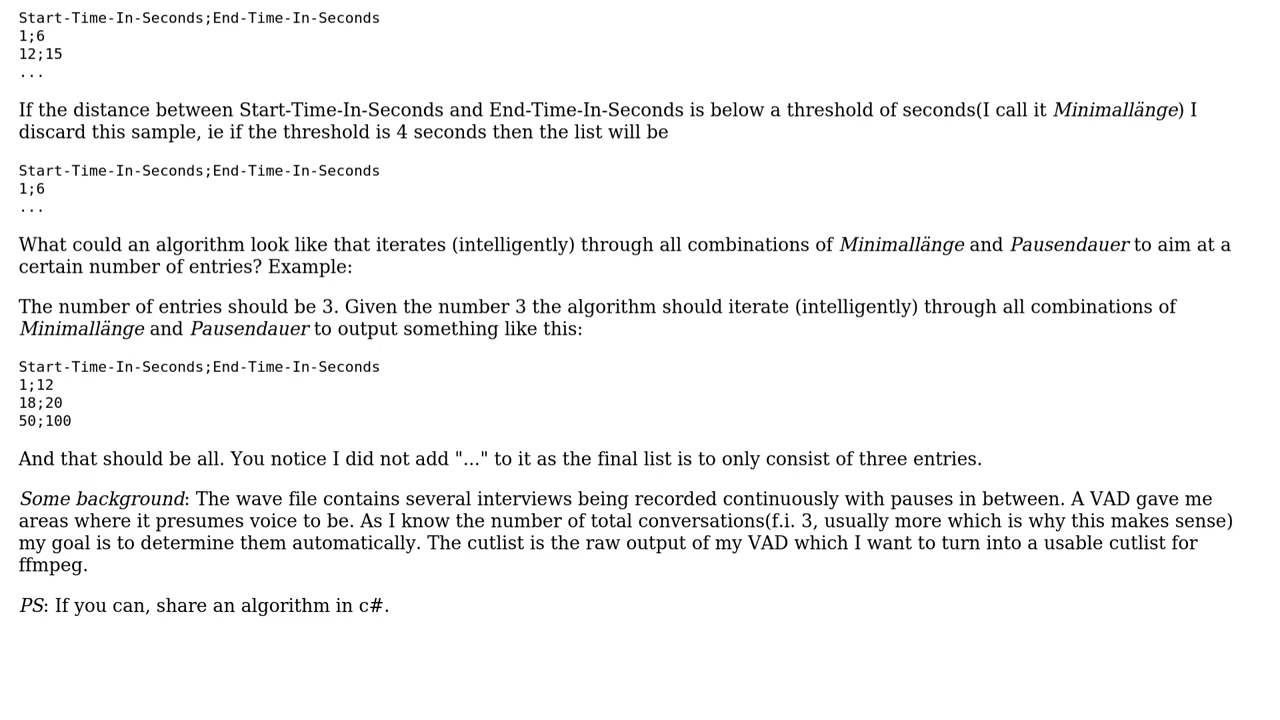 Start-Time-In-Seconds;End-Time-In-Seconds
1;6
12;15
...
If the distance between Start-Time-In-Seconds and End-Time-In-Seconds is below a threshold of seconds(I call it Minimallänge) I
discard this sample, ie if the threshold is 4 seconds then the list will be
Start-Time-In-Seconds;End-Time-In-Seconds
1;6
...
What could an algorithm look like that iterates (intelligently) through all combinations of Minimallänge and Pausendauer to aim at a
certain number of entries? Example:
The number of entries should be 3. Given the number 3 the algorithm should iterate (intelligently) through all combinations of
Minimallänge and Pausendauer to output something like this:
Start-Time-In-Seconds;End-Time-In-Seconds
1;12
18;20
50;100
And that should be all. You notice I did not add "..." to it as the final list is to only consist of three entries.
Some background: The wave file contains several interviews being recorded continuously with pauses in between. A VAD gave me
areas where it presumes voice to be. As I know the number of total conversations(f.i. 3, usually more which is why this makes sense)
my goal is to determine them automatically. The cutlist is the raw output of my VAD which I want to turn into a usable cutlist for
ffmpeg.
PS: If you can, share an algorithm in c#.